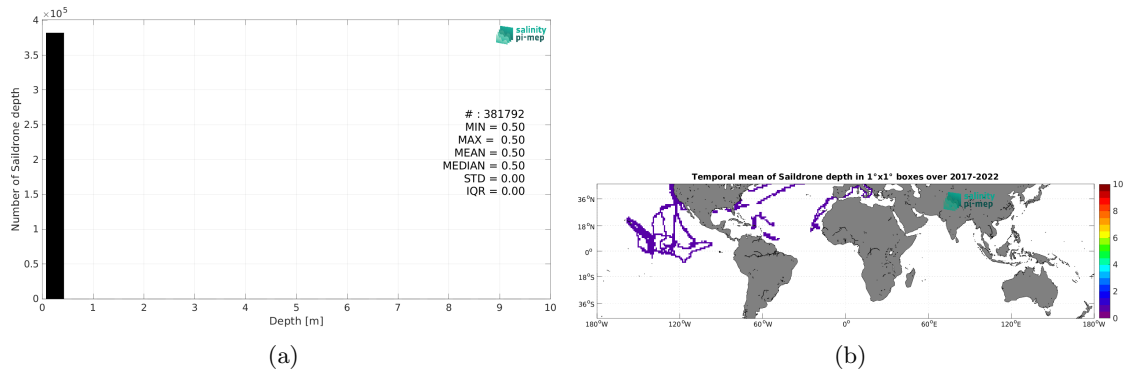 ×10⁵
4
3.5
3
2.5
2
1.5
1
0.5
0
Number of Saildrone depth
salinity
pi-mep
# : 381792
MIN = 0.50
MAX = 0.50
MEAN = 0.50
MEDIAN = 0.50
STD = 0.00
IQR = 0.00
0 1 2 3 4 5 6 7 8 9 10
Depth [m]
(a)
Temporal mean of Saildrone depth in 1°x1° boxes over 2017-2022
salinity
pi-mep
36°N
18°N
0°
18°S
36°S
180°W 120°W 60°W 0° 60°E 120°E 180°W
10
8
6
4
2
0
(b)